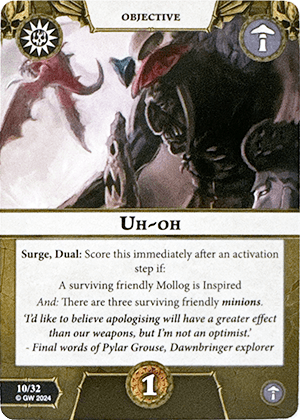 OBJECTIVE
UH-OH
Surge, Dual: Score this immediately after an activation
step if:
A surviving friendly Mollog is Inspired
And: There are three surviving friendly minions.
'I'd like to believe apologising will have a greater effect
than our weapons, but I'm not an optimist.'
- Final words of Pylar Grouse, Dawnbringer explorer
10/32
© GW 2024
1